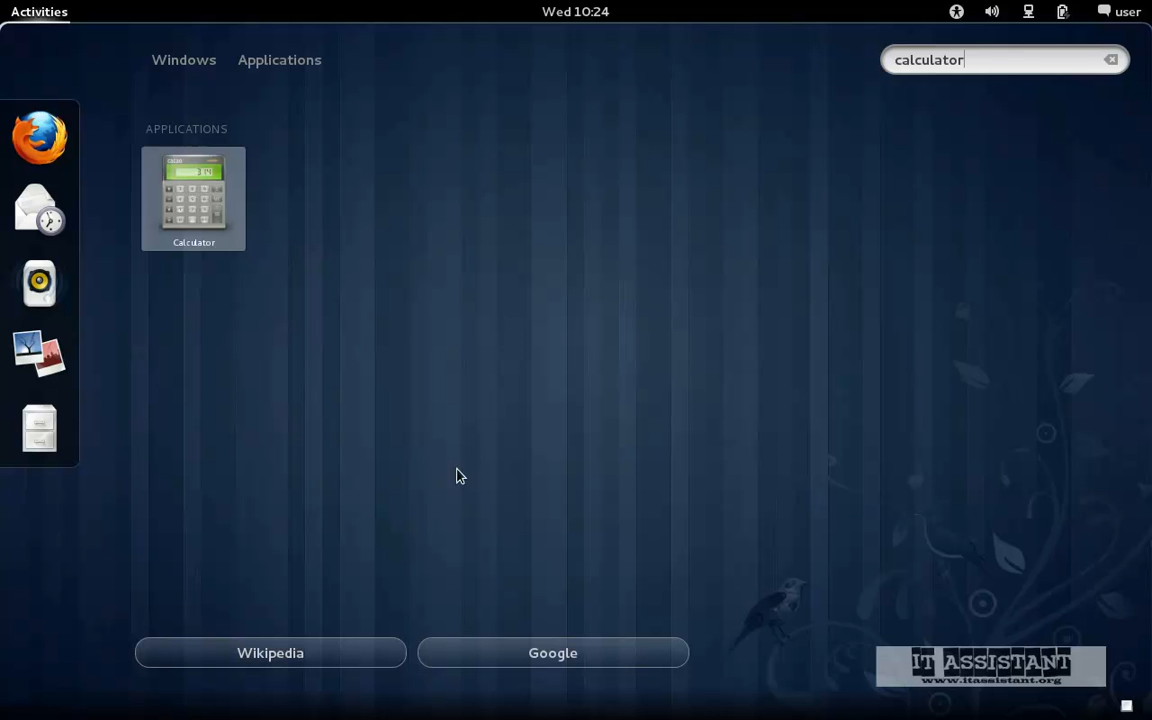 Activities
Wed 10:24
user
Windows
Applications
calculator
APPLICATIONS
Calculator
Wikipedia
Google
IT ASSISTANT
www.itassistant.org